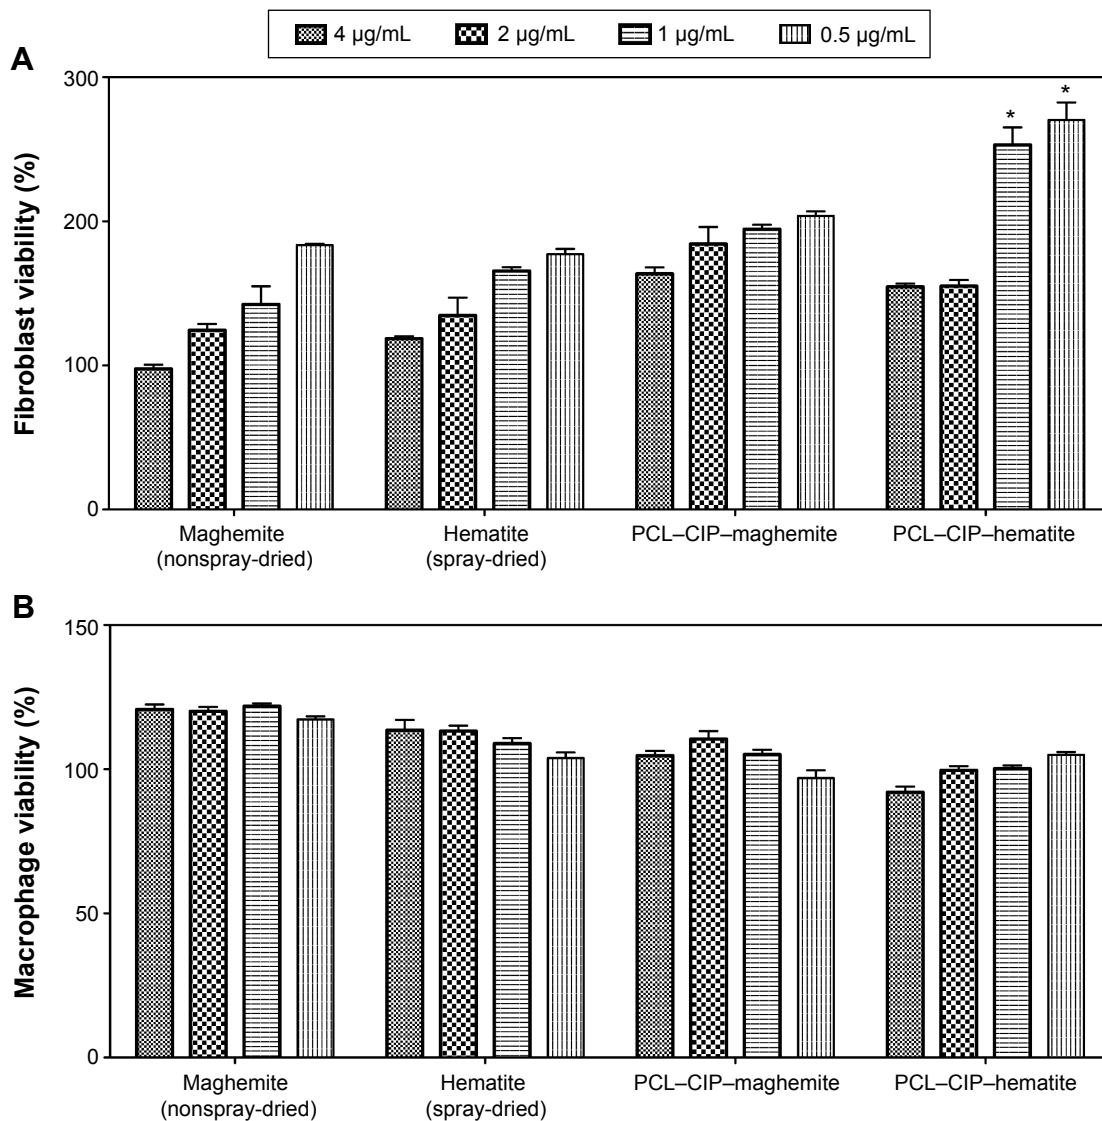 4 µg/mL 2 µg/mL 1 µg/mL 0.5 µg/mL
A
Fibroblast viability (%)
300
200
100
0
* *
Maghemite Hematite PCL–CIP–maghemite PCL–CIP–hematite
(nonspray-dried) (spray-dried)
B
Macrophage viability (%)
150
100
50
0
Maghemite Hematite PCL–CIP–maghemite PCL–CIP–hematite
(nonspray-dried) (spray-dried)